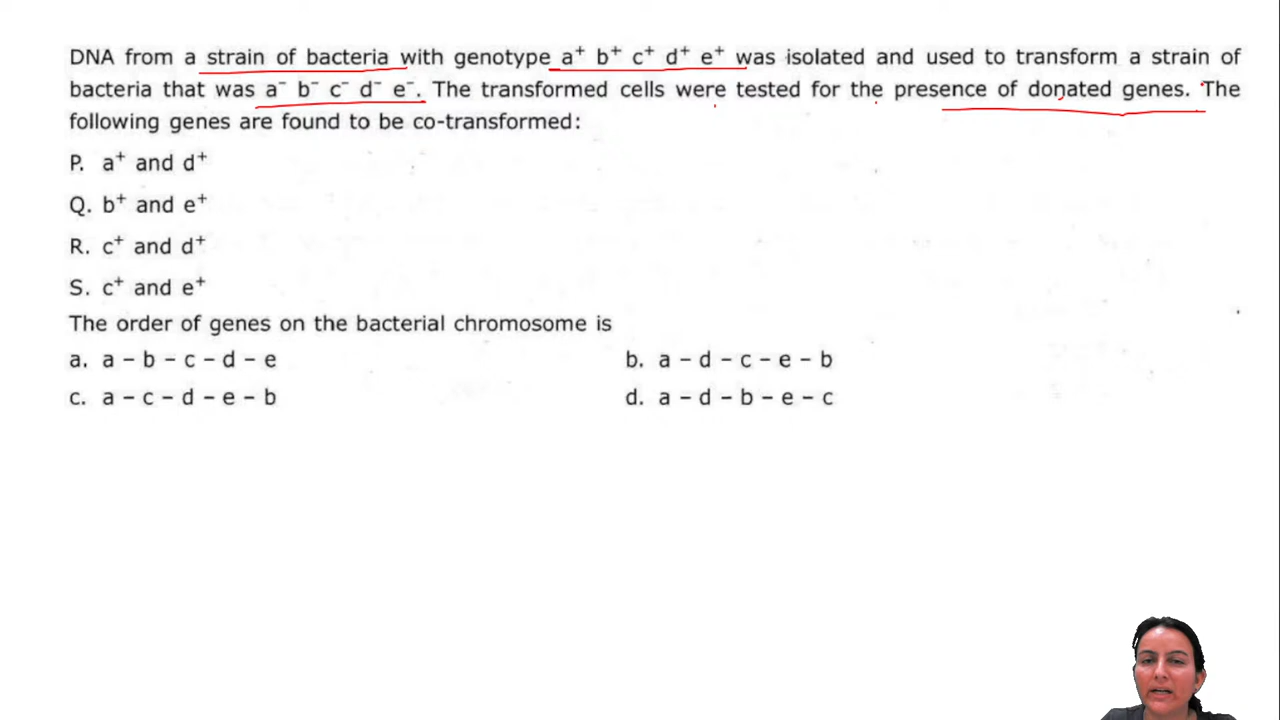 DNA from a strain of bacteria with genotype a⁺ b⁺ c⁺ d⁺ e⁺ was isolated and used to transform a strain of
bacteria that was a⁻ b⁻ c⁻ d⁻ e⁻. The transformed cells were tested for the presence of donated genes. The
following genes are found to be co-transformed:
P. a⁺ and d⁺
Q. b⁺ and e⁺
R. c⁺ and d⁺
S. c⁺ and e⁺
The order of genes on the bacterial chromosome is
a. a – b – c – d – e b. a – d – c – e – b
c. a – c – d – e – b d. a – d – b – e – c